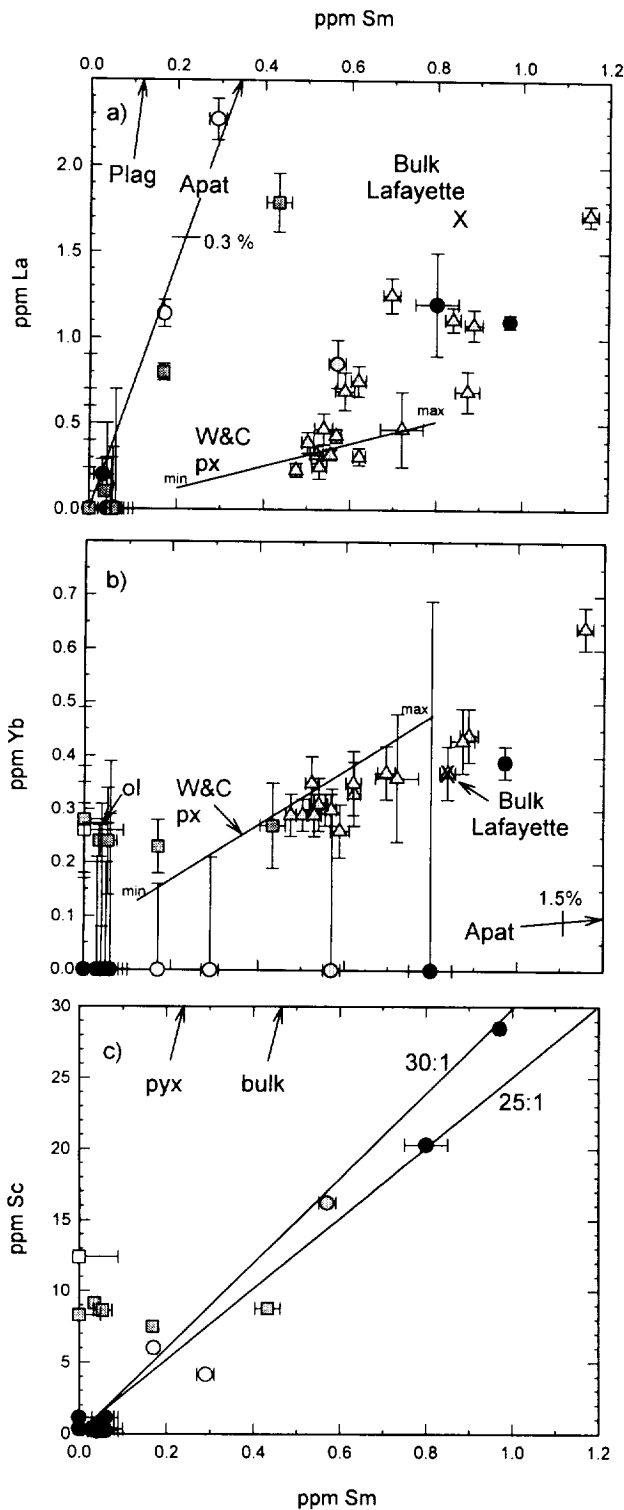 ppm Sm
0.0 0.2 0.4 0.6 0.8 1.0 1.2
a)
Plag
Apat
0.3 %
Bulk
Lafayette
X
W&C
px
min
max
2.0
1.5
1.0
0.5
0.0
ppm La
b)
ol
W&C
px
min
max
Bulk
Lafayette
1.5%
Apat
0.7
0.6
0.5
0.4
0.3
0.2
0.1
0.0
ppm Yb
c)
pyx
bulk
30:1
25:1
30
25
20
15
10
5
0
ppm Sc
0.0 0.2 0.4 0.6 0.8 1.0 1.2
ppm Sm